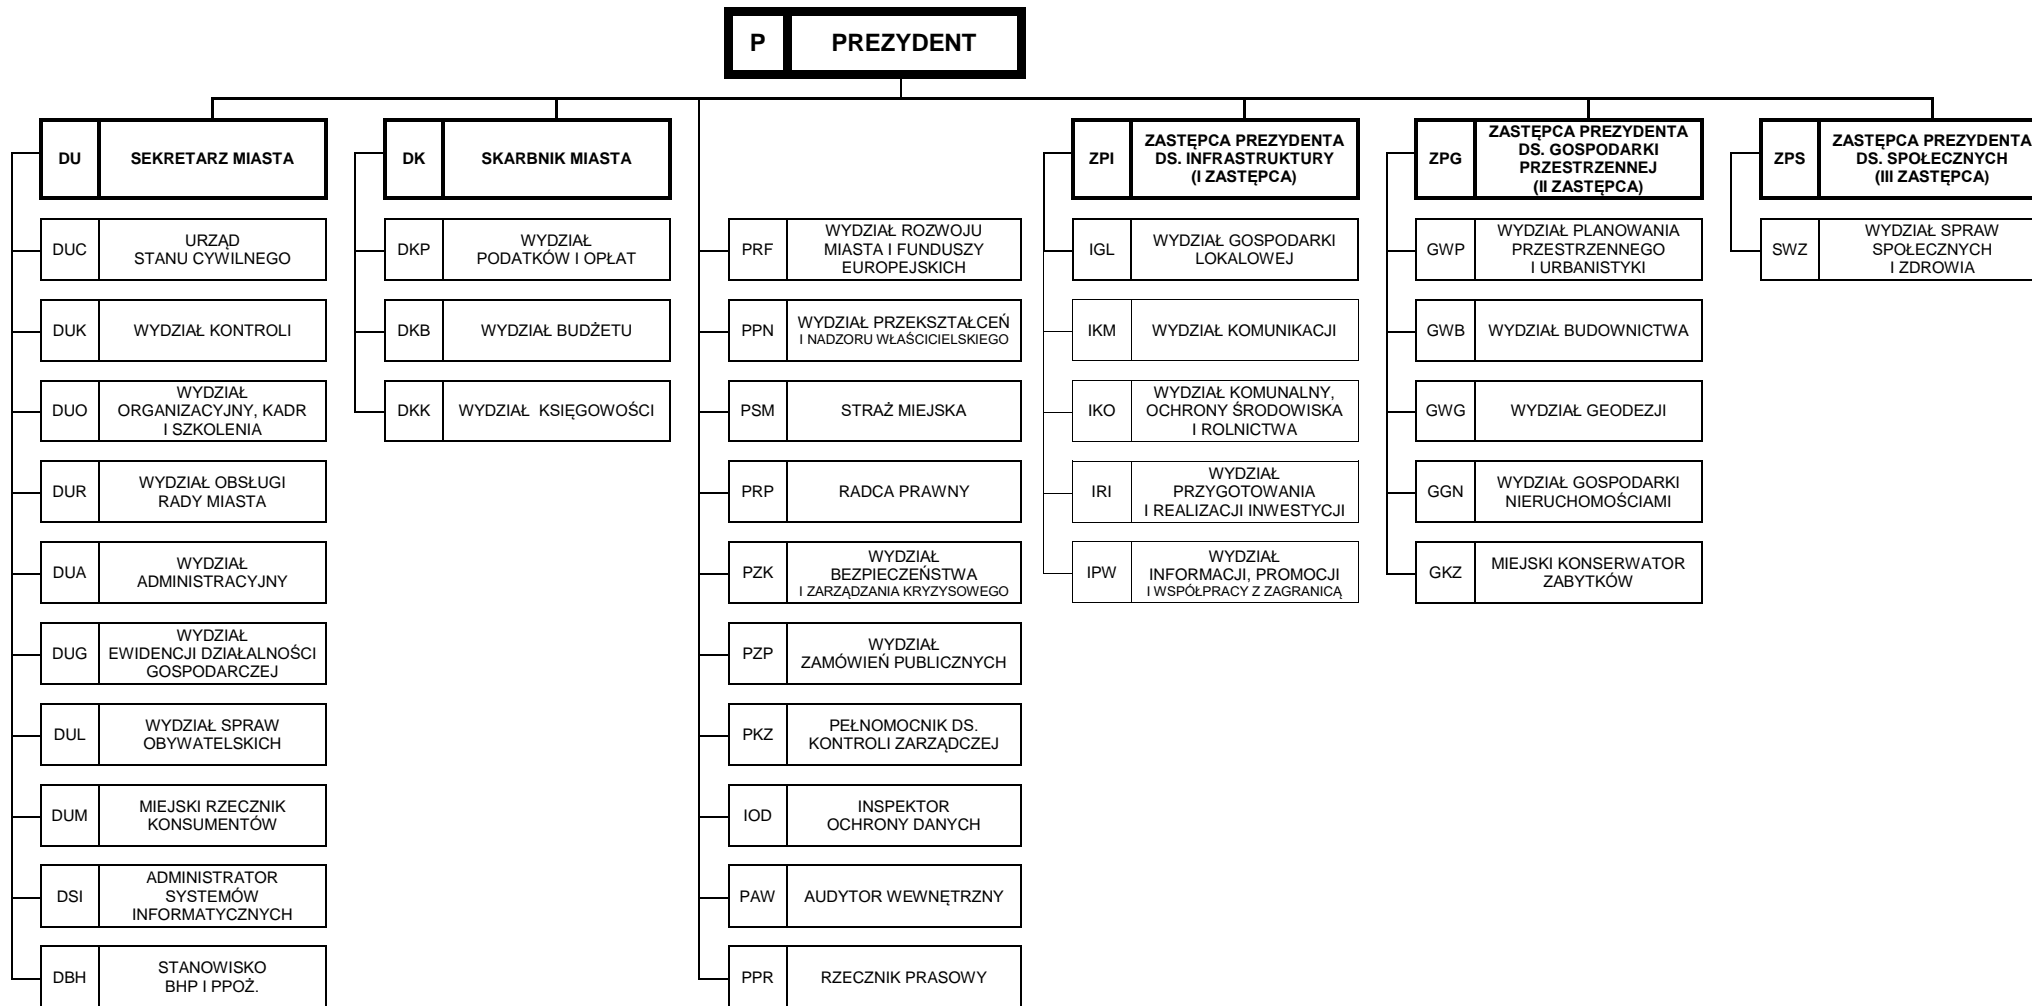 P PREZYDENT
DU SEKRETARZ MIASTA
DUC URZĄD
STANU CYWILNEGO
DUK WYDZIAŁ KONTROLI
DUO WYDZIAŁ
ORGANIZACYJNY, KADR
I SZKOLENIA
DUR WYDZIAŁ OBSŁUGI
RADY MIASTA
DUA WYDZIAŁ
ADMINISTRACYJNY
DUG WYDZIAŁ
EWIDENCJI DZIAŁALNOŚCI
GOSPODARCZEJ
DUL WYDZIAŁ SPRAW
OBYWATELSKICH
DUM MIEJSKI RZECZNIK
KONSUMENTÓW
DSI ADMINISTRATOR
SYSTEMÓW
INFORMATYCZNYCH
DBH STANOWISKO
BHP I PPOŻ.
DK SKARBNIK MIASTA
DKP WYDZIAŁ
PODATKÓW I OPŁAT
DKB WYDZIAŁ BUDŻETU
DKK WYDZIAŁ KSIĘGOWOŚCI
PRF WYDZIAŁ ROZWOJU
MIASTA I FUNDUSZY
EUROPEJSKICH
PPN WYDZIAŁ PRZEKSZTAŁCEŃ
I NADZORU WŁAŚCICIELSKIEGO
PSM STRAŻ MIEJSKA
PRP RADCA PRAWNY
PZK WYDZIAŁ
BEZPIECZEŃSTWA
I ZARZĄDZANIA KRYZYSOWEGO
PZP WYDZIAŁ
ZAMÓWIEŃ PUBLICZNYCH
PKZ PEŁNOMOCNIK DS.
KONTROLI ZARZĄDCZEJ
IOD INSPEKTOR
OCHRONY DANYCH
PAW AUDYTOR WEWNĘTRZNY
PPR RZECZNIK PRASOWY
ZPI ZASTĘPCA PREZYDENTA
DS. INFRASTRUKTURY
(I ZASTĘPCA)
IGL WYDZIAŁ GOSPODARKI
LOKALOWEJ
IKM WYDZIAŁ KOMUNIKACJI
IKO WYDZIAŁ KOMUNALNY,
OCHRONY ŚRODOWISKA
I ROLNICTWA
IRI WYDZIAŁ
PRZYGOTOWANIA
I REALIZACJI INWESTYCJI
IPW WYDZIAŁ
INFORMACJI, PROMOCJI
I WSPÓŁPRACY Z ZAGRANICĄ
ZPG ZASTĘPCA PREZYDENTA
DS. GOSPODARKI
PRZESTRZENNEJ
(II ZASTĘPCA)
GWP WYDZIAŁ PLANOWANIA
PRZESTRZENNEGO
I URBANISTYKI
GWB WYDZIAŁ BUDOWNICTWA
GWG WYDZIAŁ GEODEZJI
GGN WYDZIAŁ GOSPODARKI
NIERUCHOMOŚCIAMI
GKZ MIEJSKI KONSERWATOR
ZABYTKÓW
ZPS ZASTĘPCA PREZYDENTA
DS. SPOŁECZNYCH
(III ZASTĘPCA)
SWZ WYDZIAŁ SPRAW
SPOŁECZNYCH
I ZDROWIA